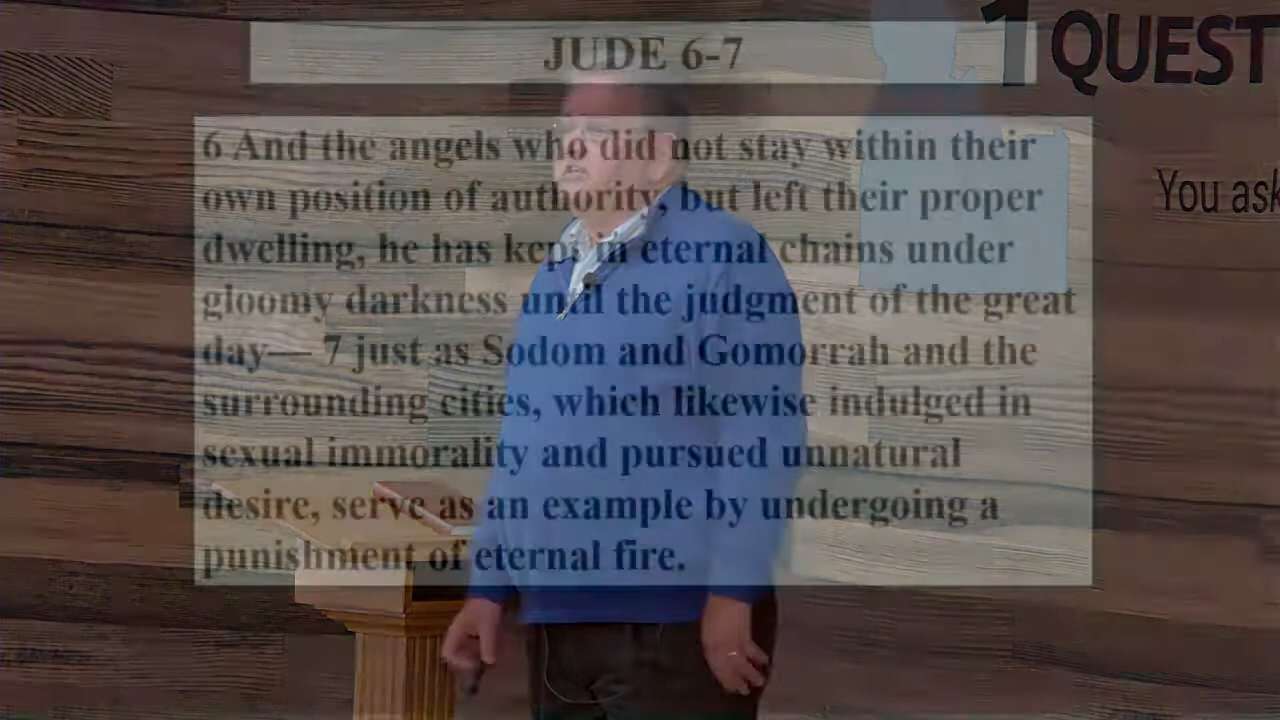 JUDE 6-7
1 QUEST
You ask
6 And the angels who did not stay within their
own position of authority, but left their proper
dwelling, he has kept in eternal chains under
gloomy darkness until the judgment of the great
day— 7 just as Sodom and Gomorrah and the
surrounding cities, which likewise indulged in
sexual immorality and pursued unnatural
desire, serve as an example by undergoing a
punishment of eternal fire.